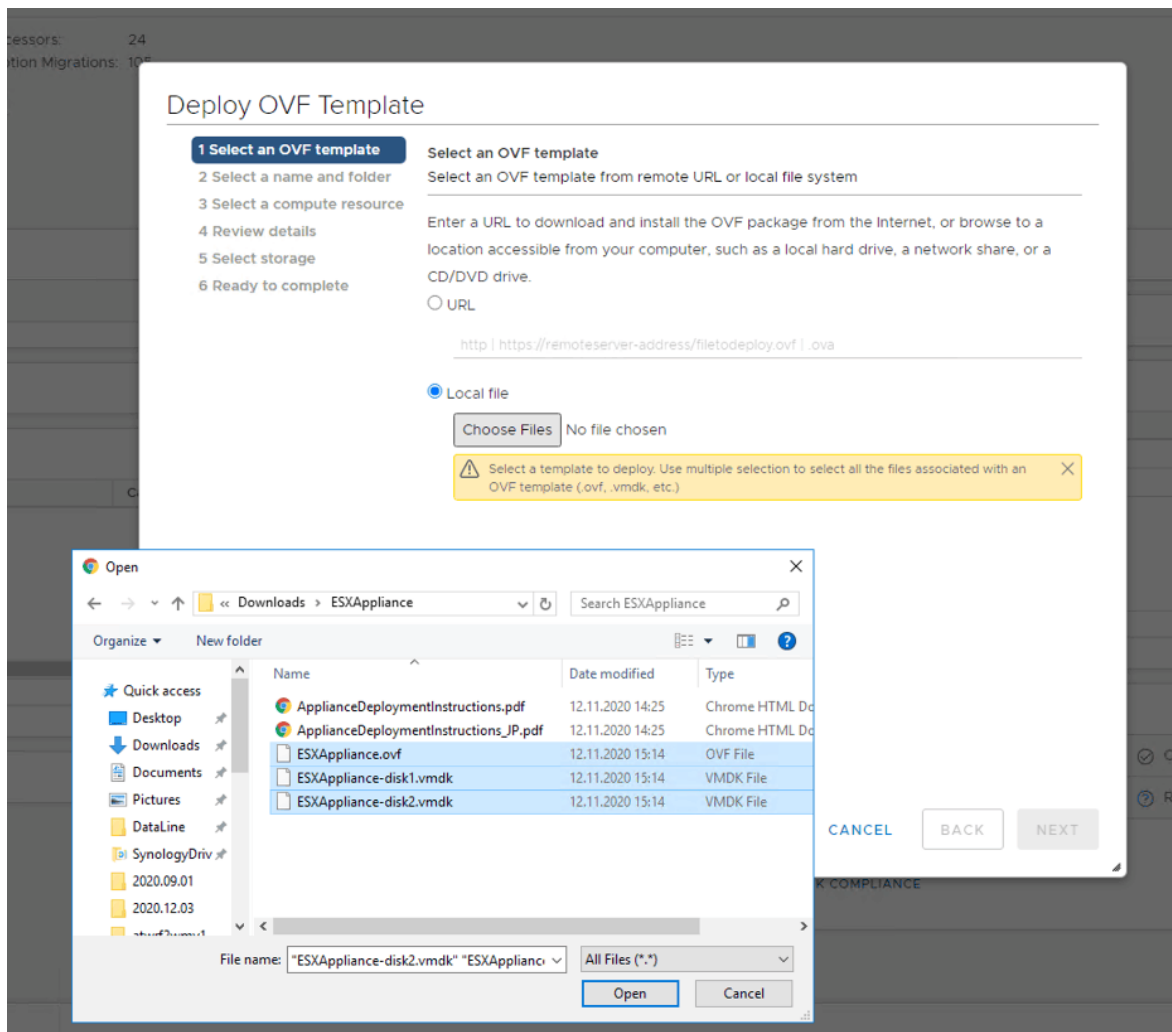 cessors: 24
tion Migrations: 105
Deploy OVF Template
1 Select an OVF template
2 Select a name and folder
3 Select a compute resource
4 Review details
5 Select storage
6 Ready to complete
Select an OVF template
Select an OVF template from remote URL or local file system
Enter a URL to download and install the OVF package from the Internet, or browse to a
location accessible from your computer, such as a local hard drive, a network share, or a
CD/DVD drive.
URL
http | https://remoteserver-address/filetodeploy.ovf | .ova
Local file
Choose Files No file chosen
Select a template to deploy. Use multiple selection to select all the files associated with an
OVF template (.ovf, .vmdk, etc.)
CANCEL BACK NEXT
K COMPLIANCE
Open
« Downloads > ESXAppliance
Search ESXAppliance
Organize New folder
Name Date modified Type
ApplianceDeploymentInstructions.pdf 12.11.2020 14:25 Chrome HTML Do
ApplianceDeploymentInstructions_JP.pdf 12.11.2020 14:25 Chrome HTML Do
ESXAppliance.ovf 12.11.2020 15:14 OVF File
ESXAppliance-disk1.vmdk 12.11.2020 15:14 VMDK File
ESXAppliance-disk2.vmdk 12.11.2020 15:14 VMDK File
Quick access
Desktop
Downloads
Documents
Pictures
DataLine
SynologyDriv
2020.09.01
2020.12.03
File name: "ESXAppliance-disk2.vmdk" "ESXAppliance All Files (*.*)
Open Cancel